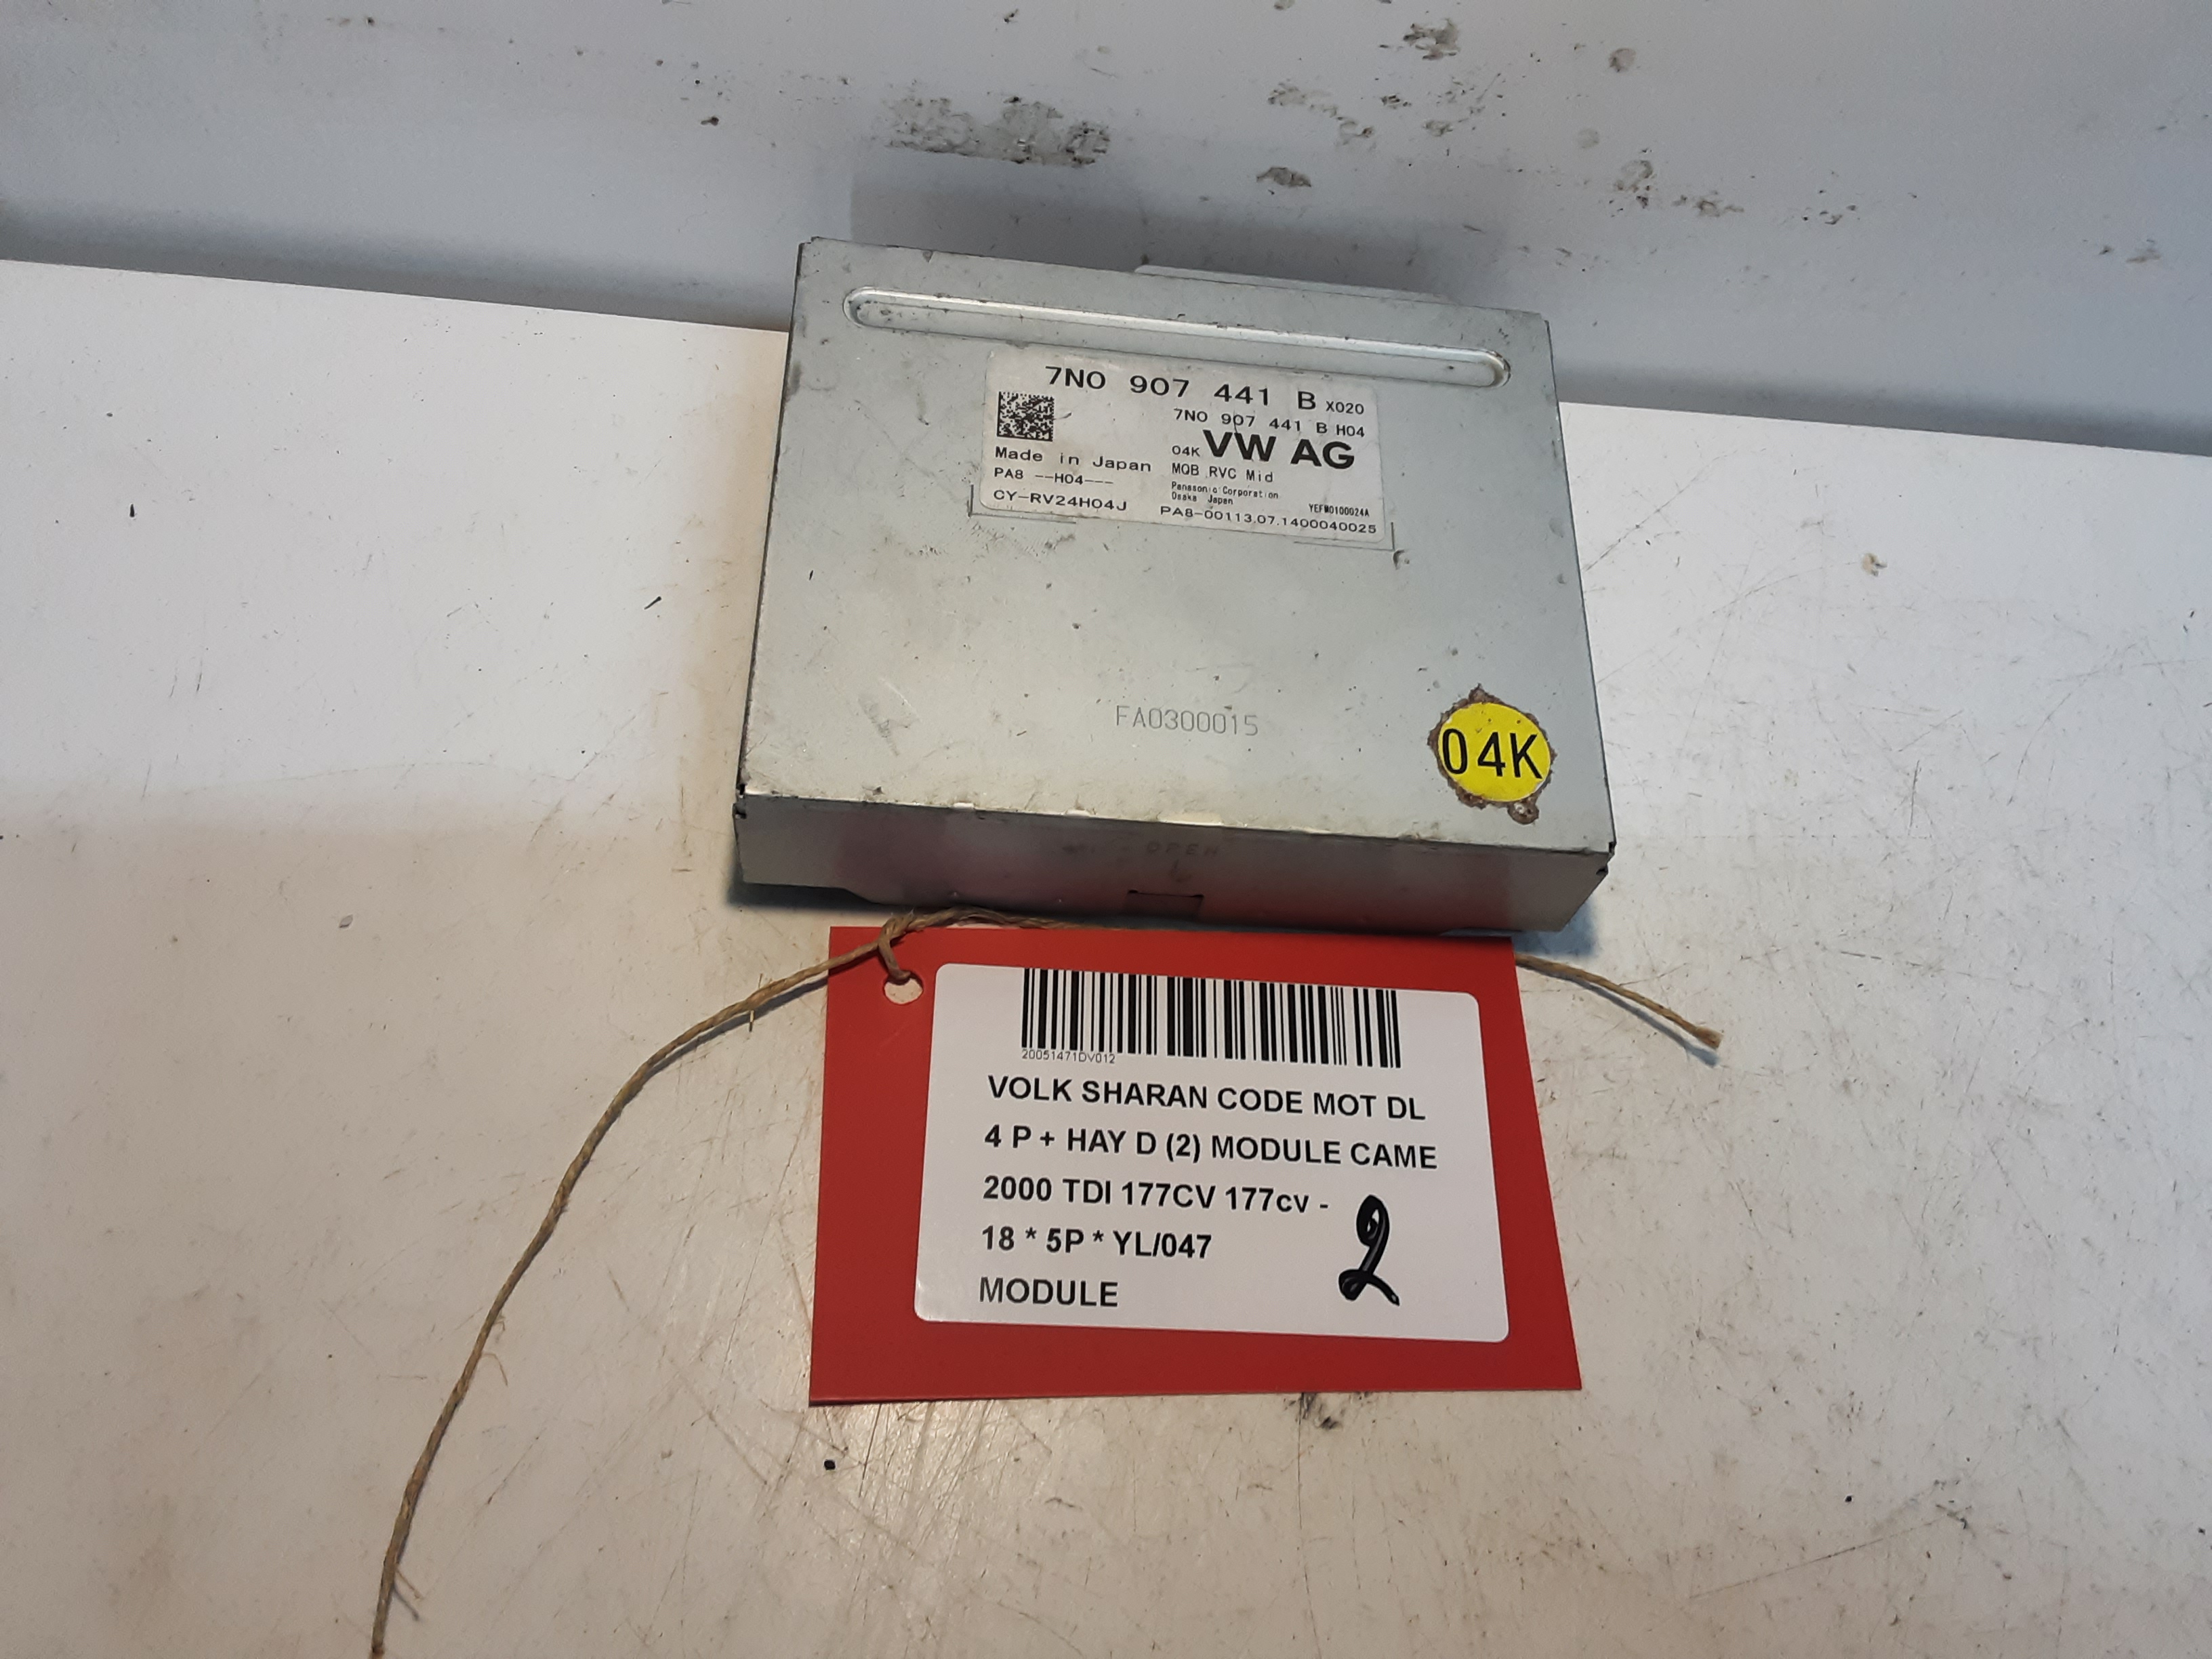 7N0 907 441 B X020
7N0 907 441 B H04
04K VW AG
Made in Japan
MQB RVC Mid
PA8 --H04---
Panasonic Corporation
Osaka Japan
YEFM0100024A
CY-RV24H04J
PA8-00113.07.1400040025
FA0300015
04K
OPEN
20051471DV012
VOLK SHARAN CODE MOT DL
4 P + HAY D (2) MODULE CAME
2000 TDI 177CV 177cv -
18 * 5P * YL/047
MODULE
2